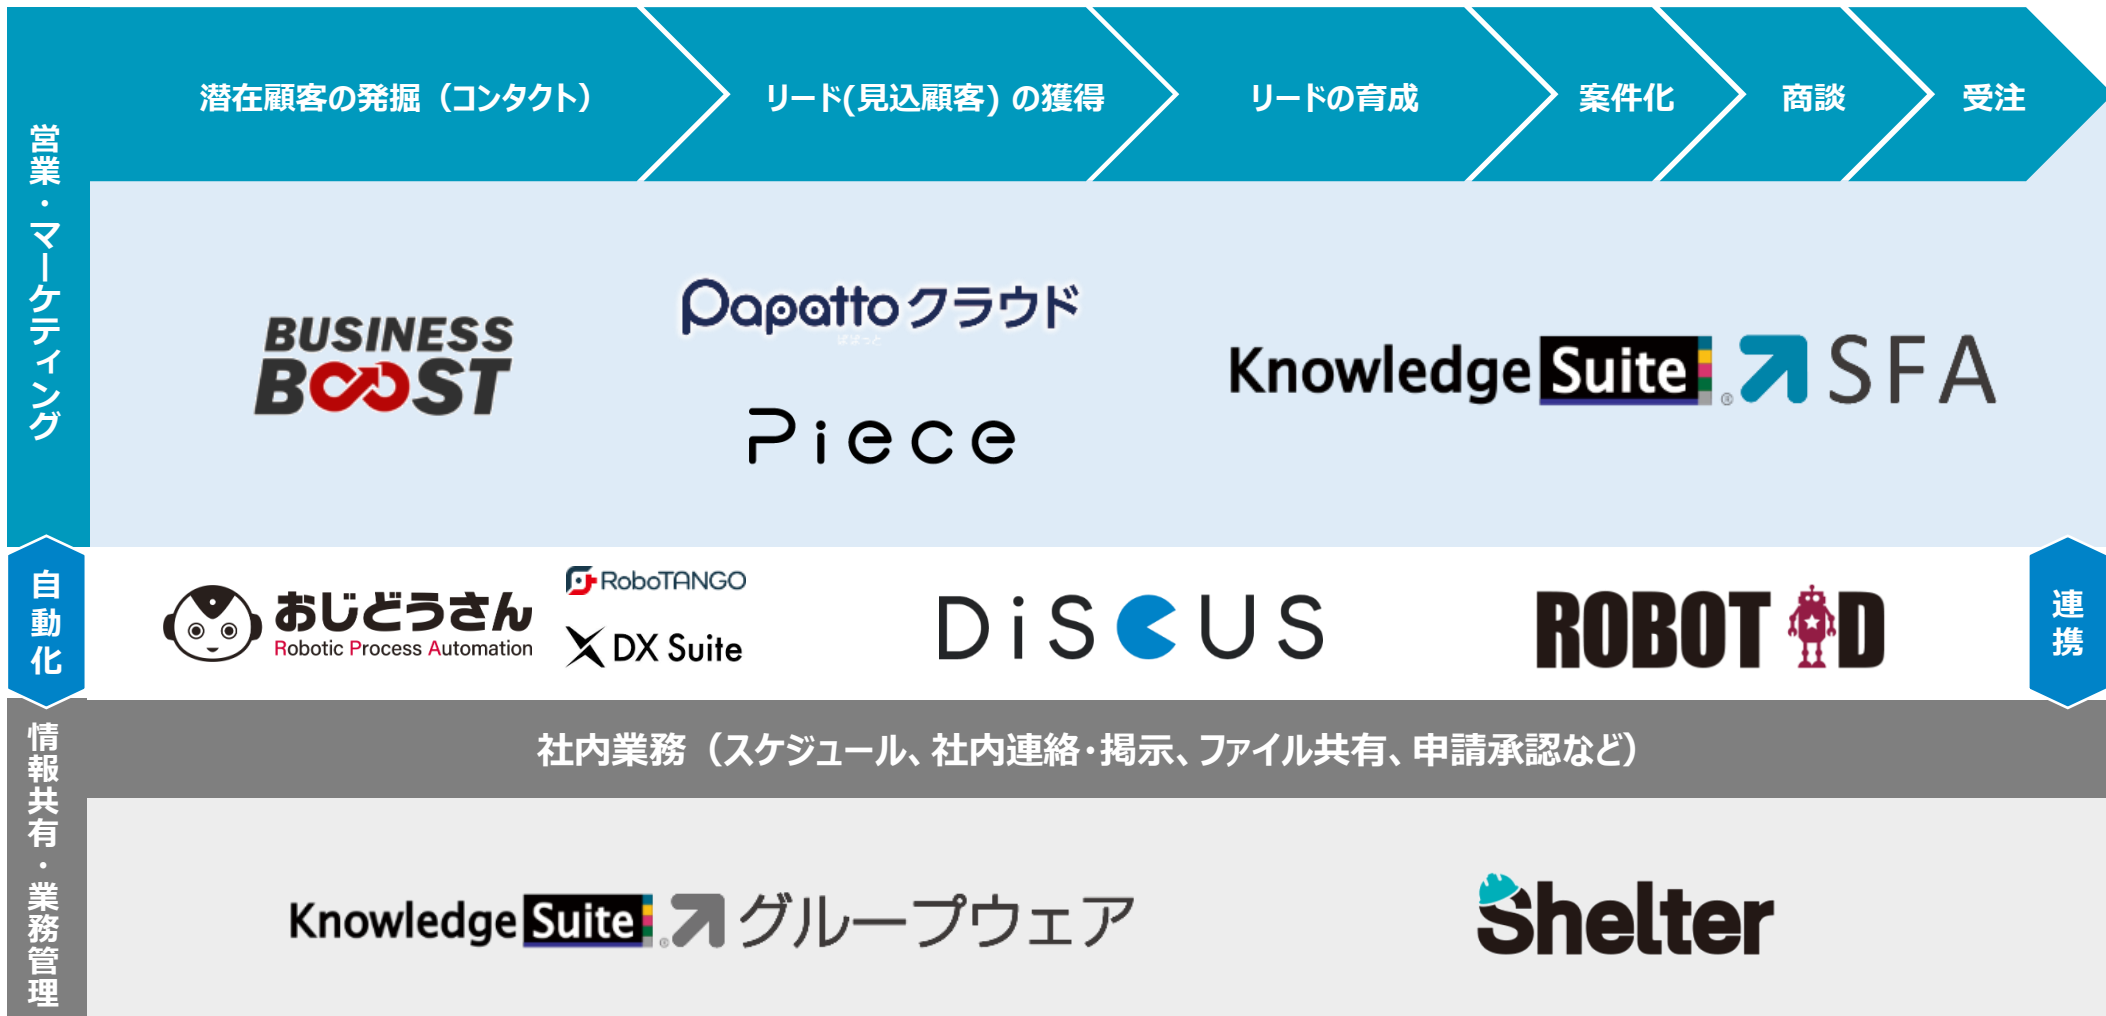 潜在顧客の発掘（コンタクト）
リード(見込顧客) の獲得
リードの育成
案件化
商談
受注
営業・マーケティング
BUSINESS
BOOST
Papattoクラウド
ぱぱっと
Piece
Knowledge Suite ® SFA
自動化
おじどうさん
Robotic Process Automation
RoboTANGO
DX Suite
DiSCUS
ROBOT ID
連携
情報共有・業務管理
社内業務（スケジュール、社内連絡･掲示、ファイル共有、申請承認など）
Knowledge Suite ® グループウェア
Shelter